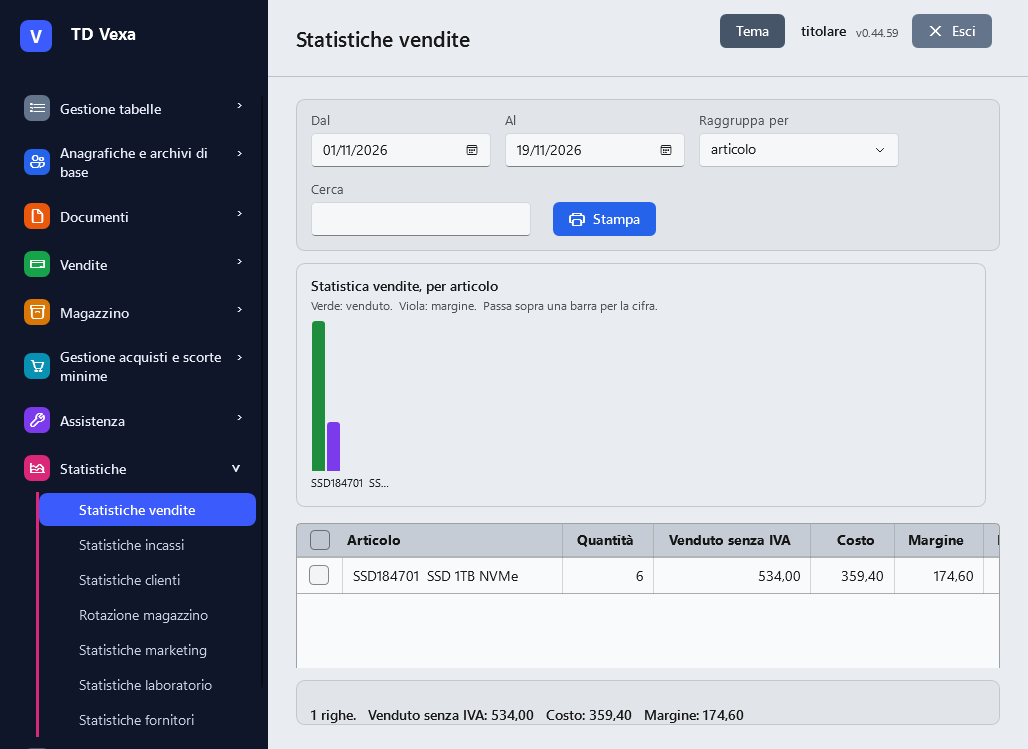 V TD Vexa
Gestione tabelle
Anagrafiche e archivi di
base
Documenti
Vendite
Magazzino
Gestione acquisti e scorte
minime
Assistenza
Statistiche
Statistiche vendite
Statistiche incassi
Statistiche clienti
Rotazione magazzino
Statistiche marketing
Statistiche laboratorio
Statistiche fornitori
Statistiche vendite
Tema titolare v0.44.59 Esci
Dal Al Raggruppa per
01/11/2026 19/11/2026 articolo
Cerca
Stampa
Statistica vendite, per articolo
Verde: venduto. Viola: margine. Passa sopra una barra per la cifra.
SSD184701 SS...
Articolo Quantità Venduto senza IVA Costo Margine
SSD184701 SSD 1TB NVMe 6 534,00 359,40 174,60
1 righe. Venduto senza IVA: 534,00 Costo: 359,40 Margine: 174,60